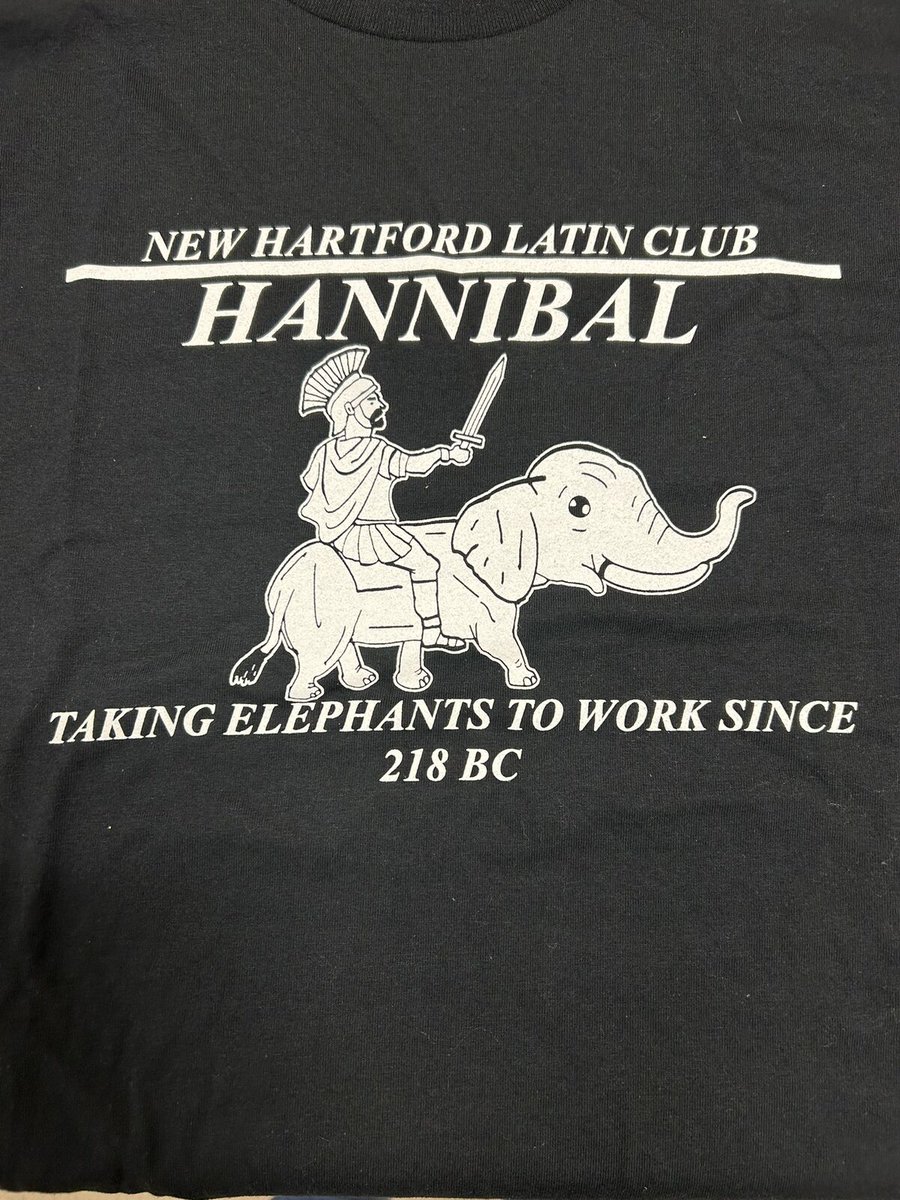 NEW HARTFORD LATIN CLUB
HANNIBAL
TAKING ELEPHANTS TO WORK SINCE
218 BC